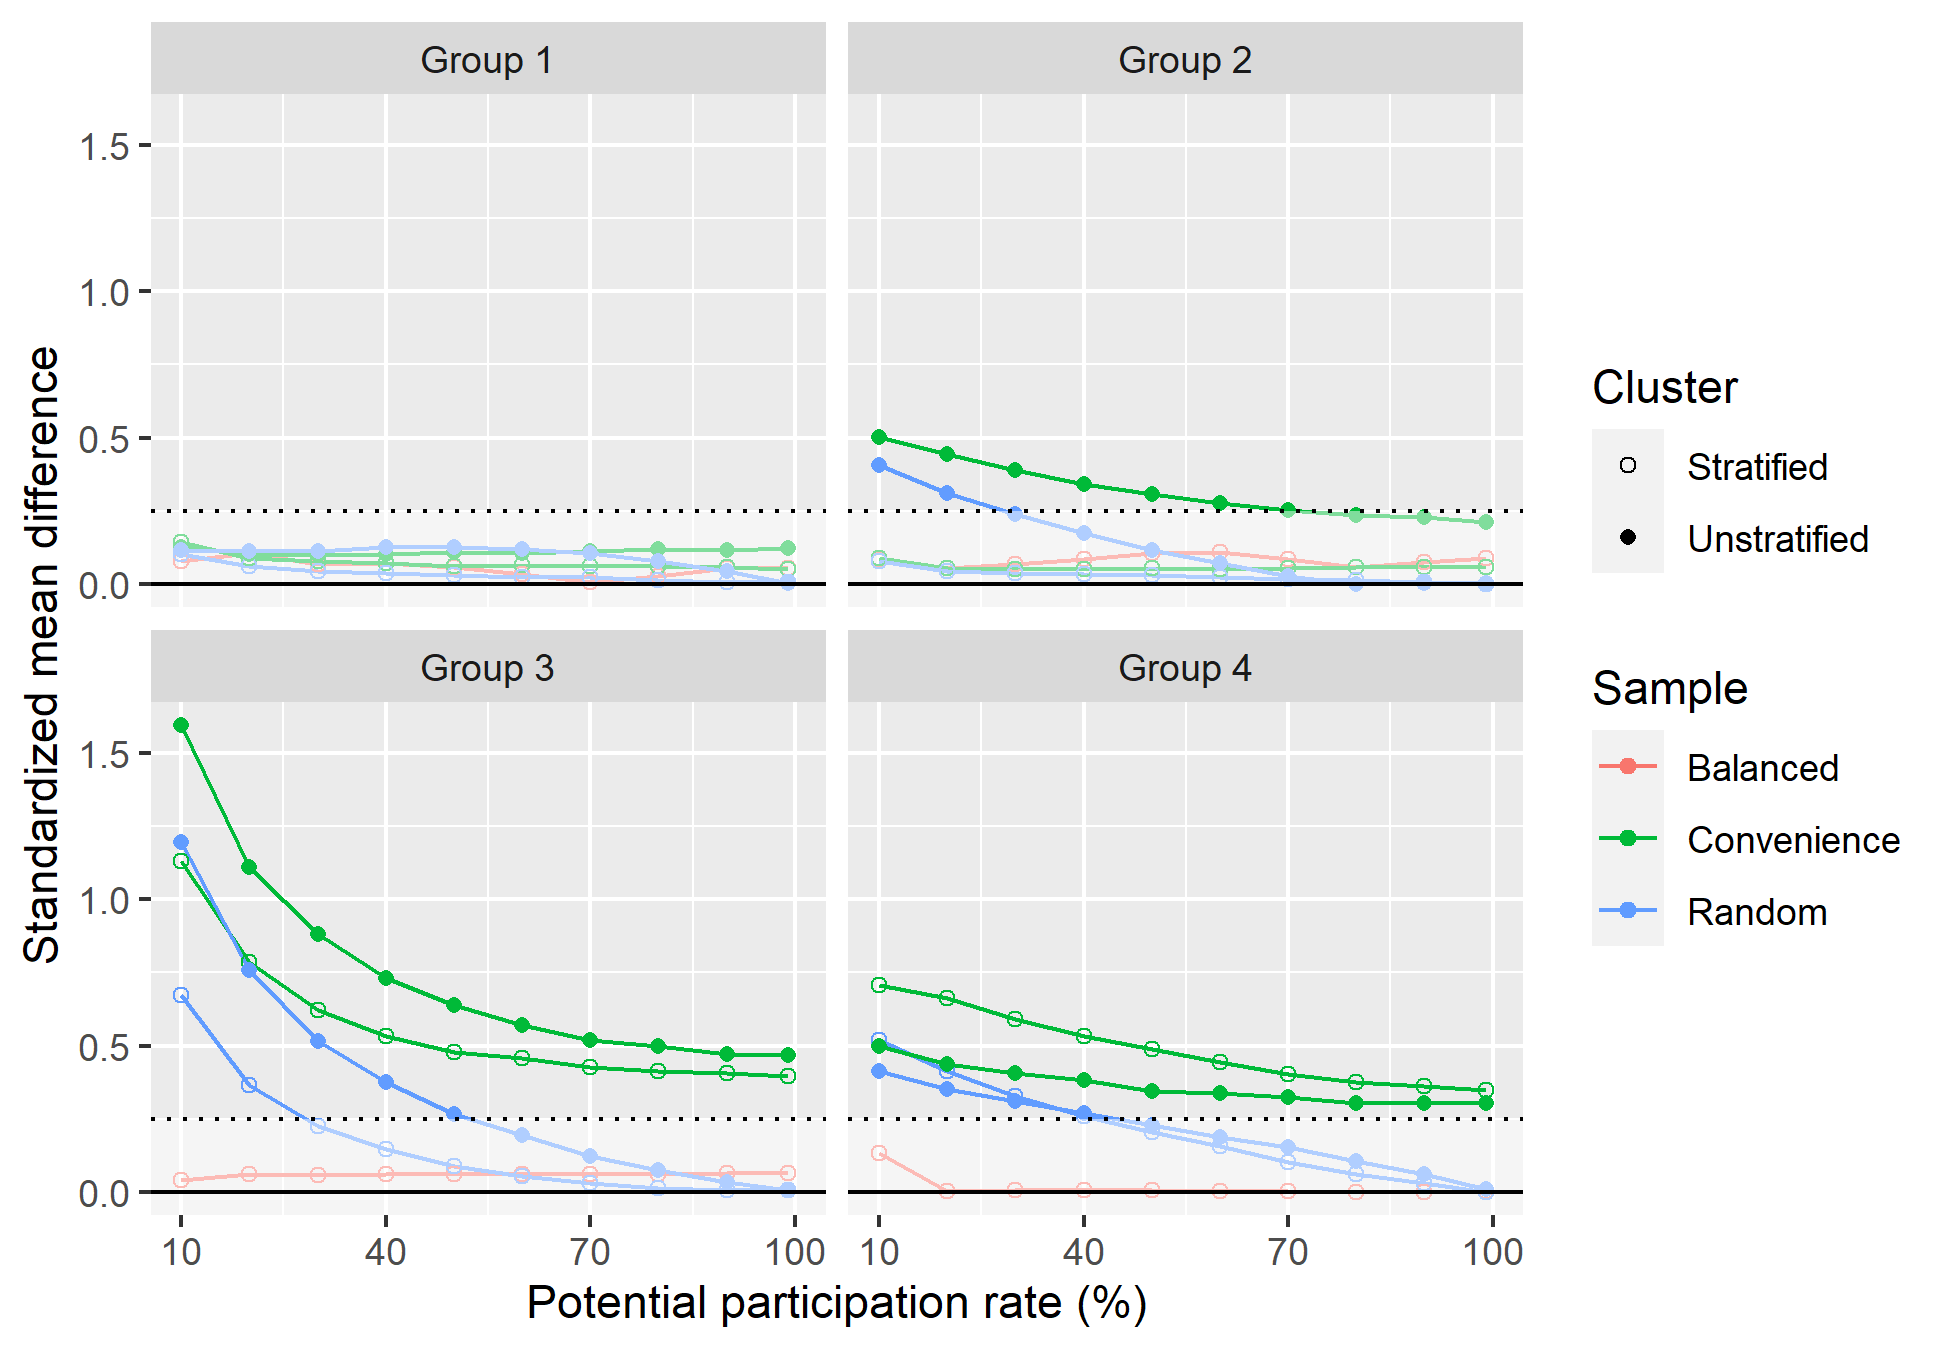 Group 1
Group 2
1.5
1.0
0.5
0.0
Group 3
Group 4
1.5
1.0
0.5
0.0
10 40 70 100 10 40 70 100
Potential participation rate (%)
Standardized mean difference
Cluster
Stratified
Unstratified
Sample
Balanced
Convenience
Random